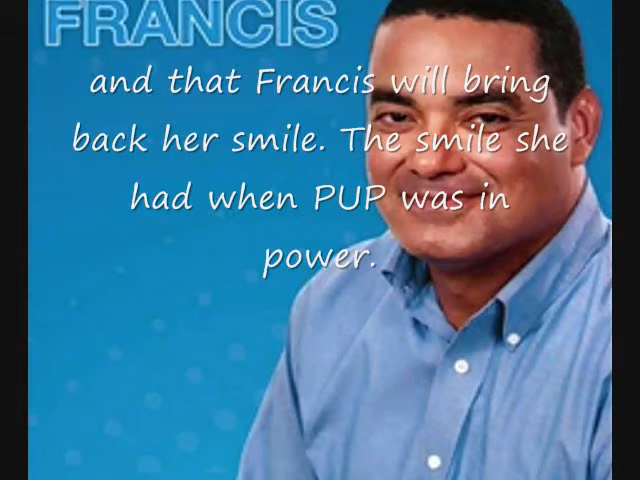 FRANCIS
and that Francis will bring
back her smile. The smile she
had when PUP was in
power.